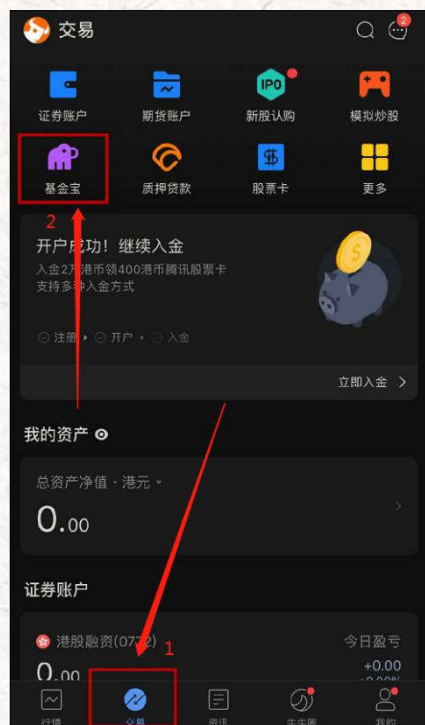 交易
2
证券账户 期货账户 IPO 新股认购 模拟炒股
基金宝 质押贷款 股票卡 更多
2
开户成功！继续入金
入金2万港币领400港币腾讯股票卡
支持多种入金方式
注册 开户 入金
立即入金
我的资产
总资产净值·港元
0.00
证券账户
港股融资(0772) 今日盈亏
1
0.00 +0.00
+0.00%
行情 交易 资讯 牛牛圈 我的